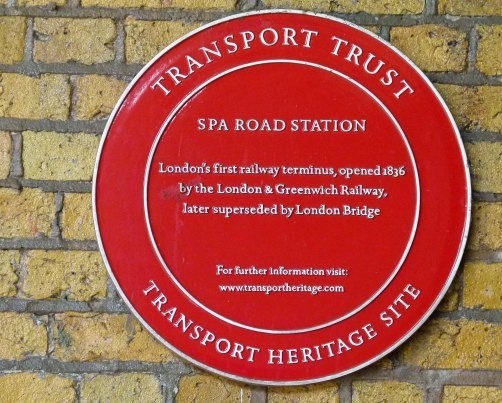 TRANSPORT TRUST
SPA ROAD STATION
London's first railway terminus, opened 1836
by the London & Greenwich Railway,
later superseded by London Bridge
For further information visit:
www.transportheritage.com
TRANSPORT HERITAGE SITE